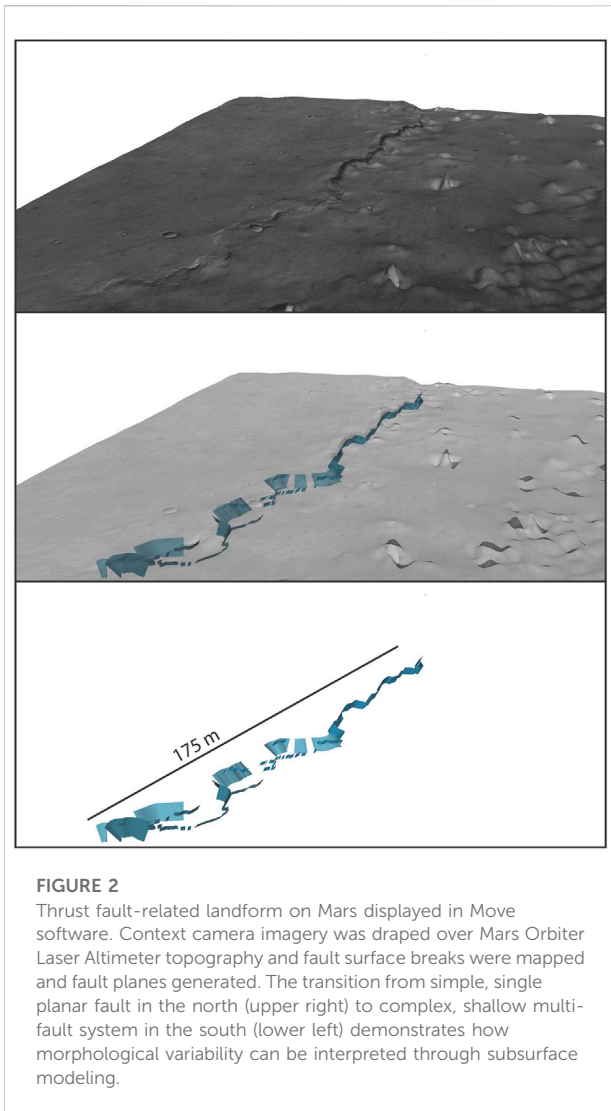 175 m
FIGURE 2
Thrust fault-related landform on Mars displayed in Move
software. Context camera imagery was draped over Mars Orbiter
Laser Altimeter topography and fault surface breaks were mapped
and fault planes generated. The transition from simple, single
planar fault in the north (upper right) to complex, shallow multi-
fault system in the south (lower left) demonstrates how
morphological variability can be interpreted through subsurface
modeling.